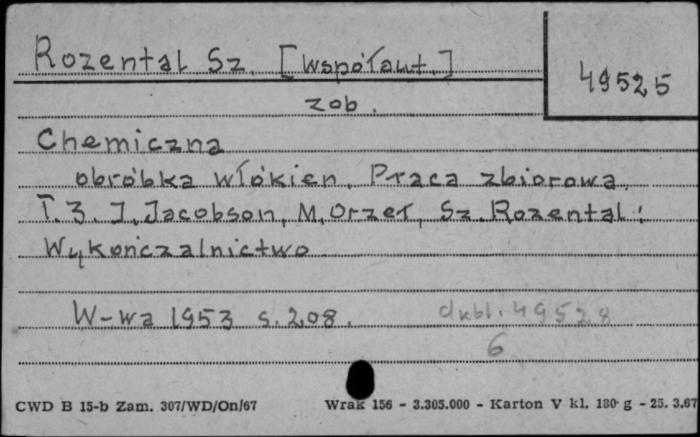 Rozental Sz. [współaut.]
49525
zob.
Chemiczna
obróbka włókien. Praca zbiorowa.
T. 3. J. Jacobson, M. Orzeł, Sz. Rozental:
Wykończalnictwo
W-wa 1953 s. 208.
dubl. 49528
6
CWD B 15-b Zam. 307/WD/On/67 Wrak 156 - 3.305.000 - Karton V kl. 180 g - 25. 3.67